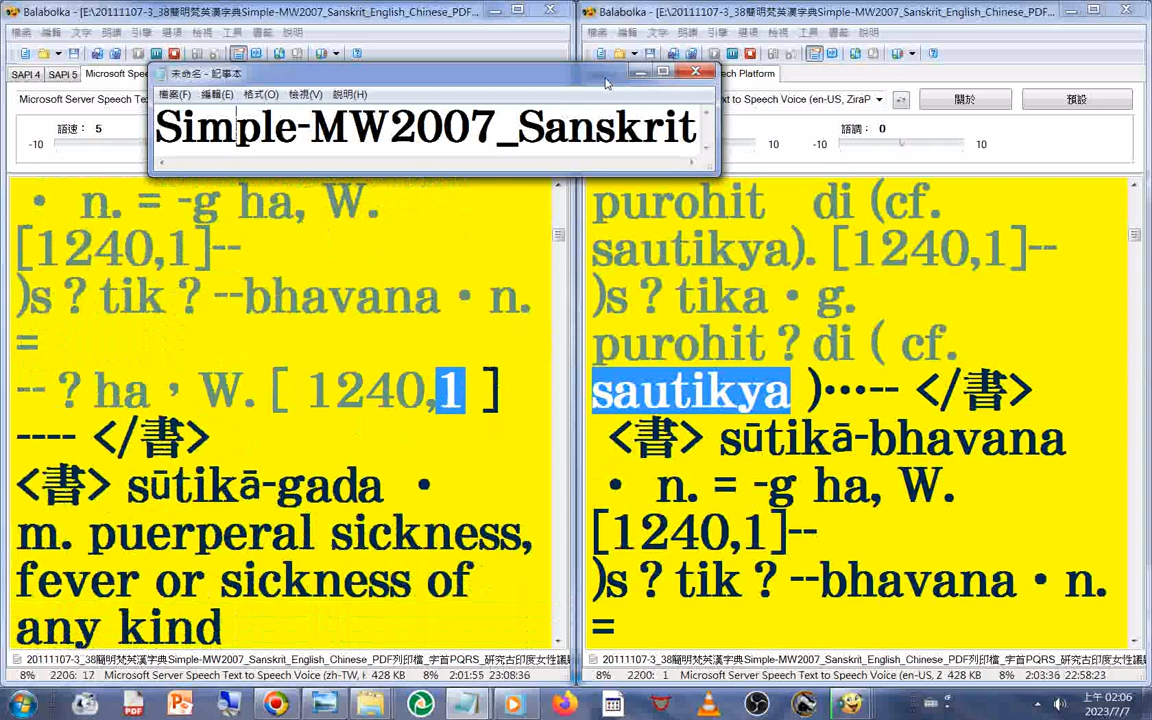 Balabolka - [E:\20111107-3_38簡明梵英漢字典Simple-MW2007_Sanskrit_English_Chinese_PDF...
Balabolka - [E:\20111107-3_38簡明梵英漢字典Simple-MW2007_Sanskrit_English_Chinese_PDF...
檔案 編輯 文字 朗讀 引擎 選項 檢視 工具 書籤 說明
SAPI 4 SAPI 5 Microsoft Spee
ech Platform
未命名 - 記事本
檔案(F) 編輯(E) 格式(O) 檢視(V) 說明(H)
Simple-MW2007_Sanskrit
Microsoft Server Speech Text
t to Speech Voice (en-US, ZiraP
關於
預設
語速： 5
語調： 0
-10
10
-10
10
• n. = -g ha, W.
[1240,1]--
)s？tik？--bhavana•n.
=
--？ha，W.［ 1240,1 ］
---- </書>
<書> sūtikā-gada •
m. puerperal sickness,
fever or sickness of
any kind
purohit di (cf.
sautikya). [1240,1]--
)s？tika•g.
purohit？di ( cf.
sautikya )…-- </書>
<書> sūtikā-bhavana
• n. = -g ha, W.
[1240,1]--
)s？tik？--bhavana•n.
=
20111107-3_38簡明梵英漢字典Simple-MW2007_Sanskrit_English_Chinese_PDF列印檔_字首PQRS_研究古印度女性議
20111107-3_38簡明梵英漢字典Simple-MW2007_Sanskrit_English_Chinese_PDF列印檔_字首PQRS_研究古印度女性議
8% 2206: 17 Microsoft Server Speech Text to Speech Voice (zh-TW, 428 KB 8% 2:01:55 23:08:36
8% 2200: 1 Microsoft Server Speech Text to Speech Voice (en-US, Z 428 KB 8% 2:03:36 22:58:23
上午 02:06
2023/7/7